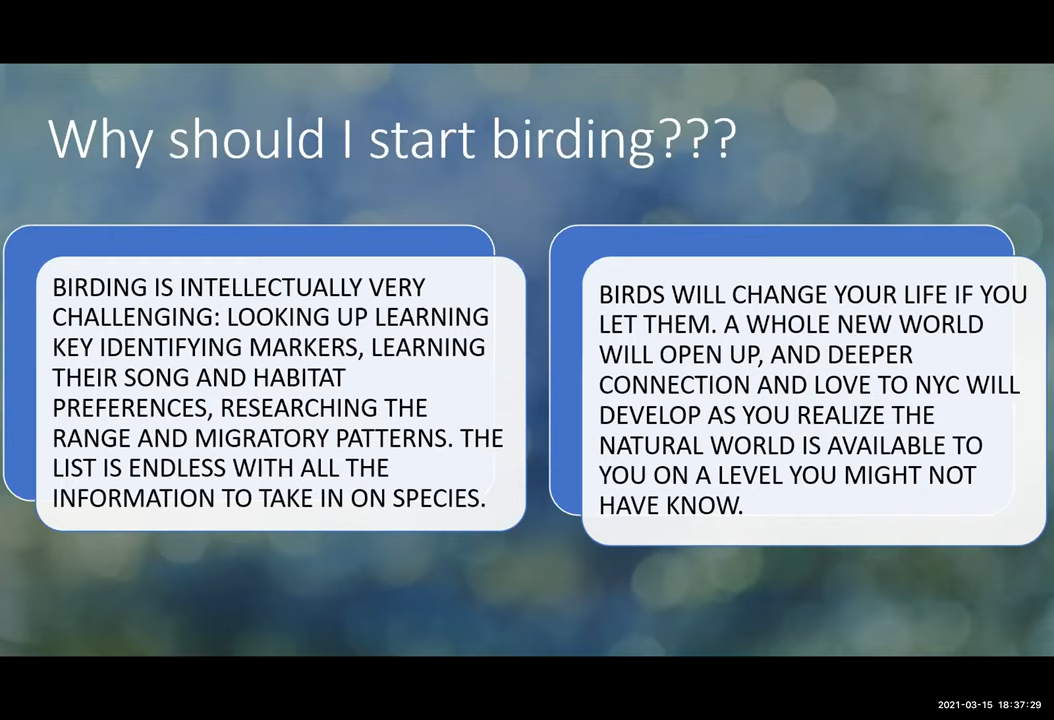 Why should I start birding???
BIRDING IS INTELLECTUALLY VERY
CHALLENGING: LOOKING UP LEARNING
KEY IDENTIFYING MARKERS, LEARNING
THEIR SONG AND HABITAT
PREFERENCES, RESEARCHING THE
RANGE AND MIGRATORY PATTERNS. THE
LIST IS ENDLESS WITH ALL THE
INFORMATION TO TAKE IN ON SPECIES.
BIRDS WILL CHANGE YOUR LIFE IF YOU
LET THEM. A WHOLE NEW WORLD
WILL OPEN UP, AND DEEPER
CONNECTION AND LOVE TO NYC WILL
DEVELOP AS YOU REALIZE THE
NATURAL WORLD IS AVAILABLE TO
YOU ON A LEVEL YOU MIGHT NOT
HAVE KNOW.
2021-03-15 18:37:29